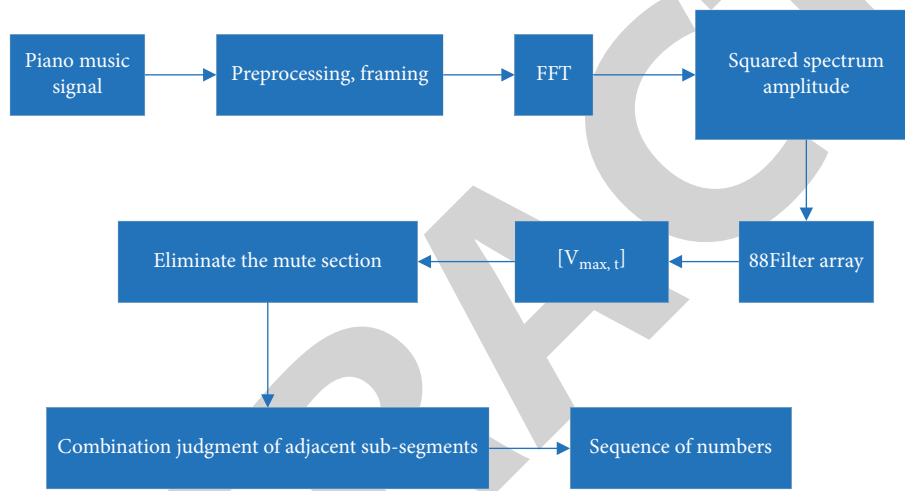 Piano music
signal
Preprocessing, framing
FFT
Squared spectrum
amplitude
88Filter array
[Vmax, t]
Eliminate the mute section
Combination judgment of adjacent sub-segments
Sequence of numbers